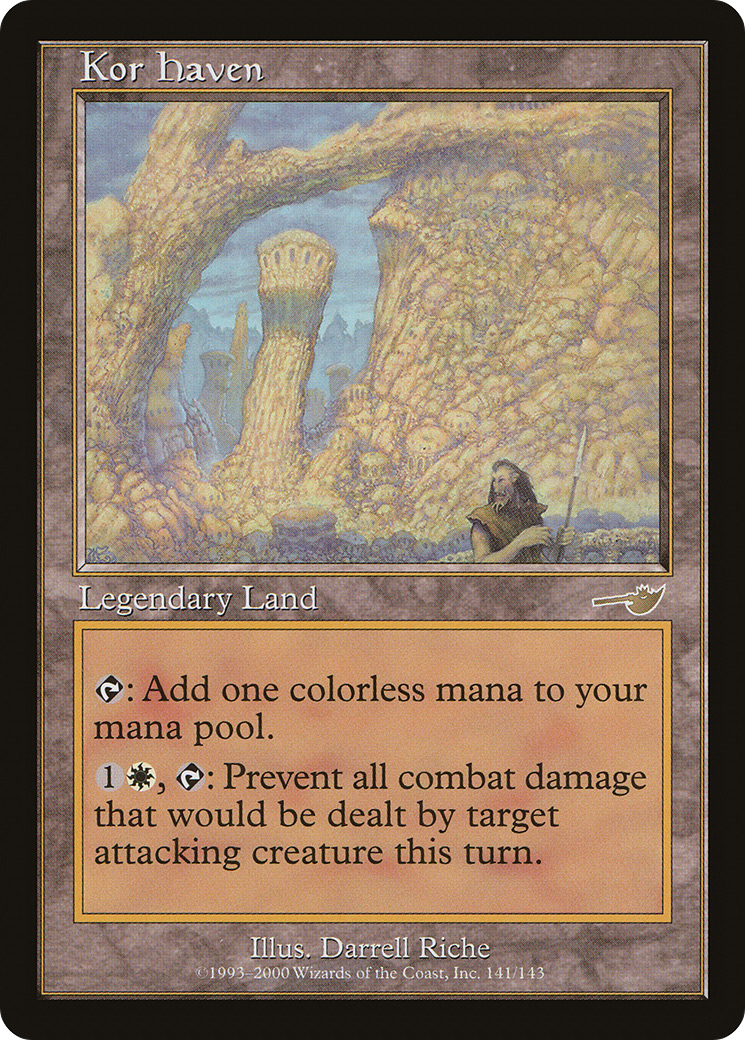 Kor Haven
Legendary Land
: Add one colorless mana to your
mana pool.
1, : Prevent all combat damage
that would be dealt by target
attacking creature this turn.
Illus. Darrell Riche
©1993–2000 Wizards of the Coast, Inc. 141/143